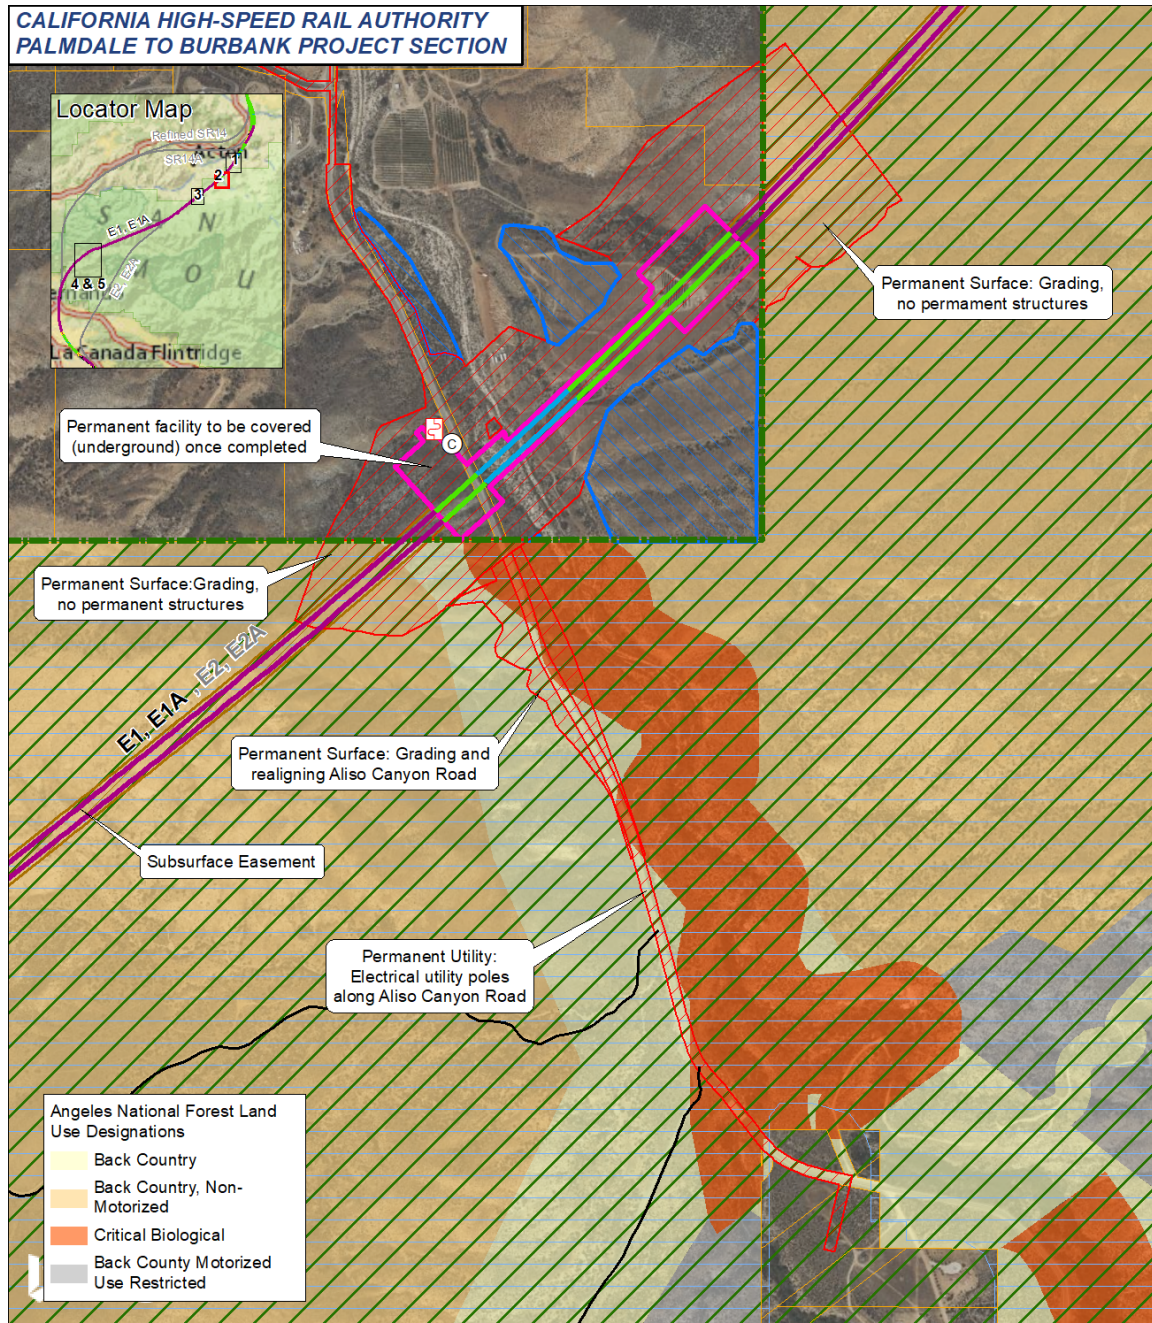 CALIFORNIA HIGH-SPEED RAIL AUTHORITY
PALMDALE TO BURBANK PROJECT SECTION
Locator Map
Refined SR14
SR14A
Acton
1
2
3
S A N
E1, E1A
M O U
E2, E2A
4 & 5
ernando
La Canada Flintridge
Permanent Surface: Grading,
no permament structures
Permanent facility to be covered
(underground) once completed
C
Permanent Surface:Grading,
no permanent structures
E1, E1A , E2, E2A
Permanent Surface: Grading and
realigning Aliso Canyon Road
Subsurface Easement
Permanent Utility:
Electrical utility poles
along Aliso Canyon Road
Angeles National Forest Land
Use Designations
Back Country
Back Country, Non-
Motorized
Critical Biological
Back County Motorized
Use Restricted